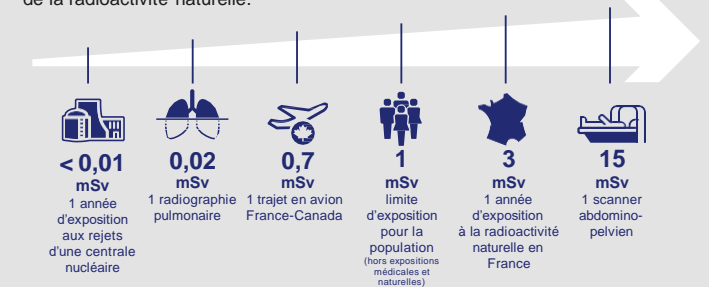 de la radioactivité naturelle.
< 0,01
mSv
1 année
d'exposition
aux rejets
d'une centrale
nucléaire
0,02
mSv
1 radiographie
pulmonaire
0,7
mSv
1 trajet en avion
France-Canada
1
mSv
limite
d'exposition
pour la
population
(hors expositions
médicales et
naturelles)
3
mSv
1 année
d'exposition
à la radioactivité
naturelle en
France
15
mSv
1 scanner
abdomino-
pelvien